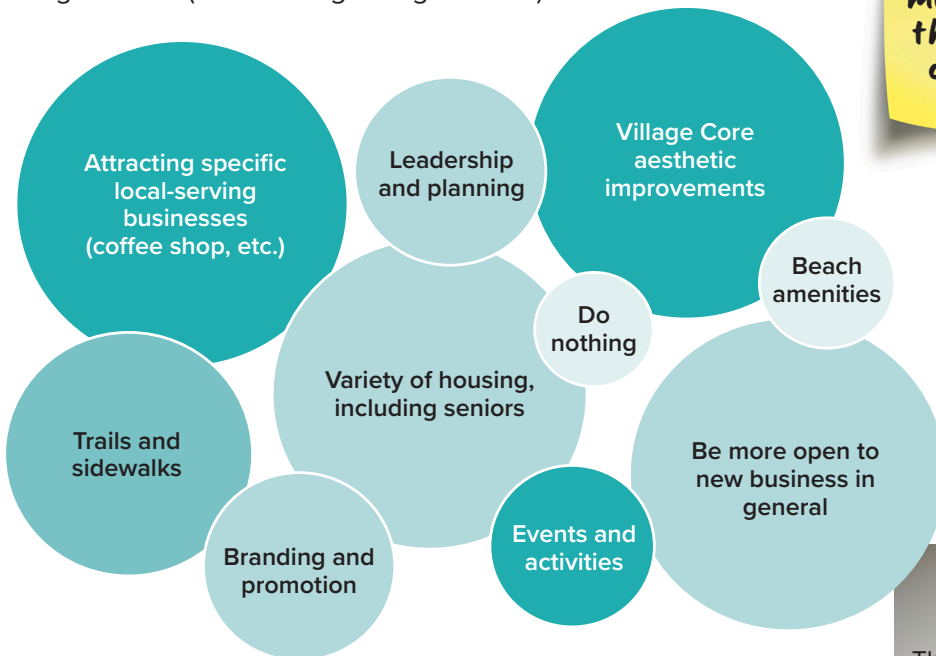 Attracting specific
local-serving
businesses
(coffee shop, etc.)
Leadership
and planning
Village Core
aesthetic
improvements
Beach
amenities
Do
nothing
Variety of housing,
including seniors
Trails and
sidewalks
Be more open to
new business in
general
Events and
activities
Branding and
promotion